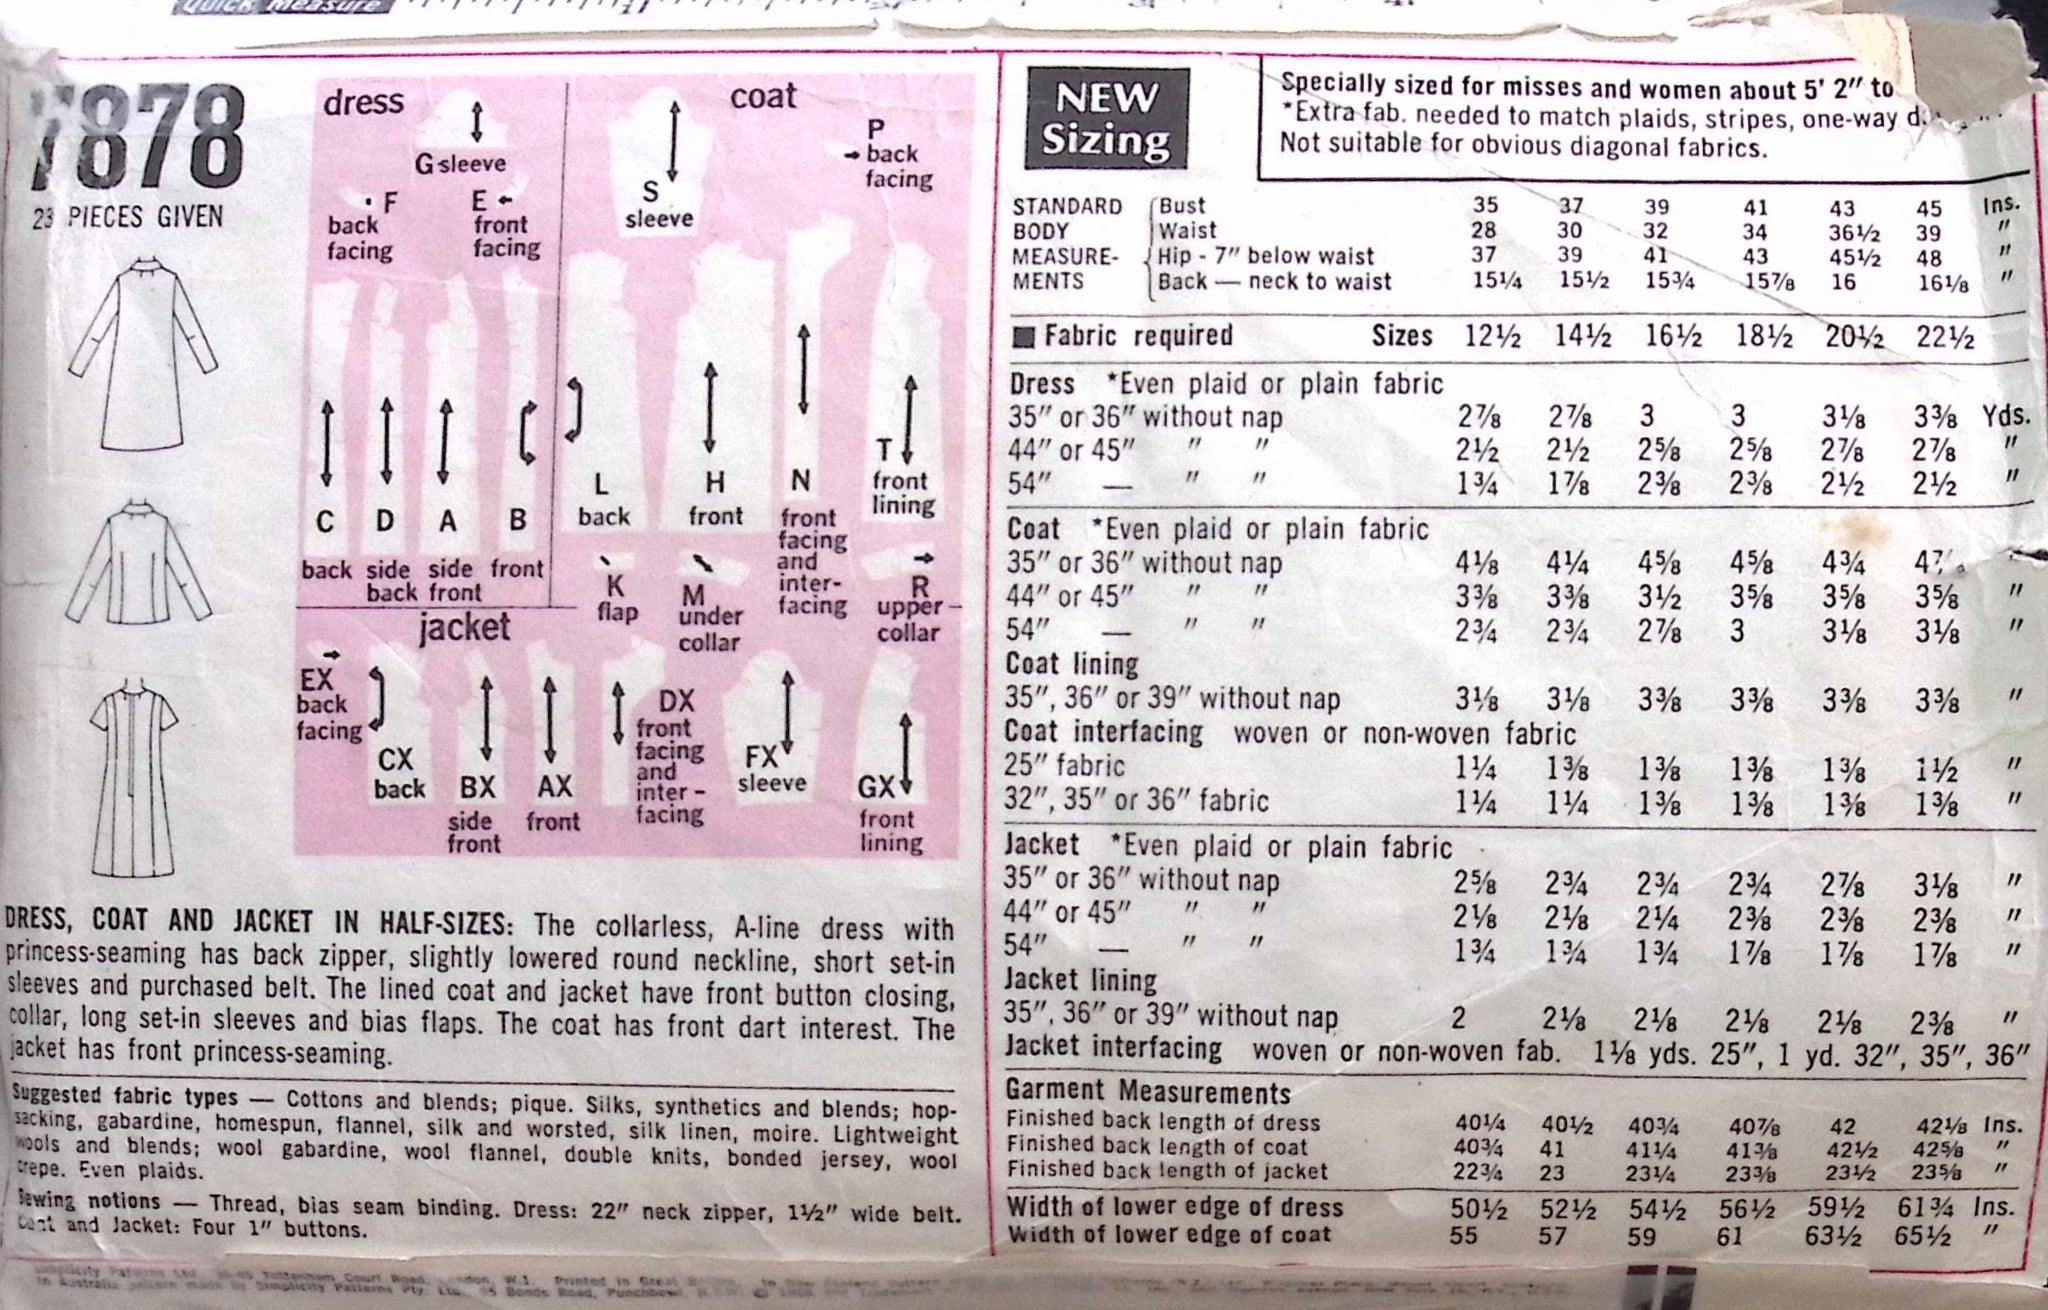 Quick Measure
7878
23 PIECES GIVEN
dress
G sleeve
F
back
facing
E
front
facing
C
back
D
side
back
A
side
front
B
front
coat
S
sleeve
P
back
facing
L
back
H
front
N
front
facing
and
inter-
facing
T
front
lining
K
flap
M
under
collar
R
upper
collar
jacket
EX
back
facing
CX
back
BX
side
front
AX
front
DX
front
facing
and
inter-
facing
FX
sleeve
GX
front
lining
DRESS, COAT AND JACKET IN HALF-SIZES: The collarless, A-line dress with
princess-seaming has back zipper, slightly lowered round neckline, short set-in
sleeves and purchased belt. The lined coat and jacket have front button closing,
collar, long set-in sleeves and bias flaps. The coat has front dart interest. The
jacket has front princess-seaming.
Suggested fabric types — Cottons and blends; pique. Silks, synthetics and blends; hop-
sacking, gabardine, homespun, flannel, silk and worsted, silk linen, moire. Lightweight
wools and blends; wool gabardine, wool flannel, double knits, bonded jersey, wool
crepe. Even plaids.
Sewing notions — Thread, bias seam binding. Dress: 22" neck zipper, 1½" wide belt.
Coat and Jacket: Four 1" buttons.
NEW
Sizing
Specially sized for misses and women about 5' 2" to
*Extra fab. needed to match plaids, stripes, one-way
Not suitable for obvious diagonal fabrics.
STANDARD Bust 35 37 39 41 43 45 Ins.
BODY Waist 28 30 32 34 36½ 39 "
MEASURE- Hip - 7" below waist 37 39 41 43 45½ 48 "
MENTS Back — neck to waist 15¼ 15½ 15¾ 15⅞ 16 16⅛ "
■ Fabric required Sizes 12½ 14½ 16½ 18½ 20½ 22½
Dress *Even plaid or plain fabric
35" or 36" without nap 2⅞ 2⅞ 3 3 3⅛ 3⅜ Yds.
44" or 45" " " 2½ 2½ 2⅝ 2⅝ 2⅞ 2⅞ "
54" — " " 1¾ 1⅞ 2⅜ 2⅜ 2½ 2½ "
Coat *Even plaid or plain fabric
35" or 36" without nap 4⅛ 4¼ 4⅝ 4⅝ 4¾
44" or 45" " " 3⅜ 3⅜ 3½ 3⅝ 3⅝ 3⅝ "
54" — " " 2¾ 2¾ 2⅞ 3 3⅛ 3⅛ "
Coat lining
35", 36" or 39" without nap 3⅛ 3⅛ 3⅜ 3⅜ 3⅜ 3⅜ "
Coat interfacing woven or non-woven fabric
25" fabric 1¼ 1⅜ 1⅜ 1⅜ 1⅜ 1½ "
32", 35" or 36" fabric 1¼ 1¼ 1⅜ 1⅜ 1⅜ 1⅜ "
Jacket *Even plaid or plain fabric
35" or 36" without nap 2⅝ 2¾ 2¾ 2¾ 2⅞ 3⅛ "
44" or 45" " " 2⅛ 2⅛ 2¼ 2⅜ 2⅜ 2⅜ "
54" — " " 1¾ 1¾ 1¾ 1⅞ 1⅞ 1⅞ "
Jacket lining
35", 36" or 39" without nap 2 2⅛ 2⅛ 2⅛ 2⅛ 2⅜ "
Jacket interfacing woven or non-woven fab. 1⅛ yds. 25", 1 yd. 32", 35", 36"
Garment Measurements
Finished back length of dress 40¼ 40½ 40¾ 40⅞ 42 42⅛ Ins.
Finished back length of coat 40¾ 41 41¼ 41⅜ 42½ 42⅝ "
Finished back length of jacket 22¾ 23 23¼ 23⅜ 23½ 23⅝ "
Width of lower edge of dress 50½ 52½ 54½ 56½ 59½ 61¾ Ins.
Width of lower edge of coat 55 57 59 61 63½ 65½ "
Simplicity Patterns Ltd. Tottenham Court Road, London, W.1. Printed in Great
In Australia pattern made by Simplicity Patterns Pty. Ltd. 95 Bonds Road, Punchbowl, N.S.W. ©